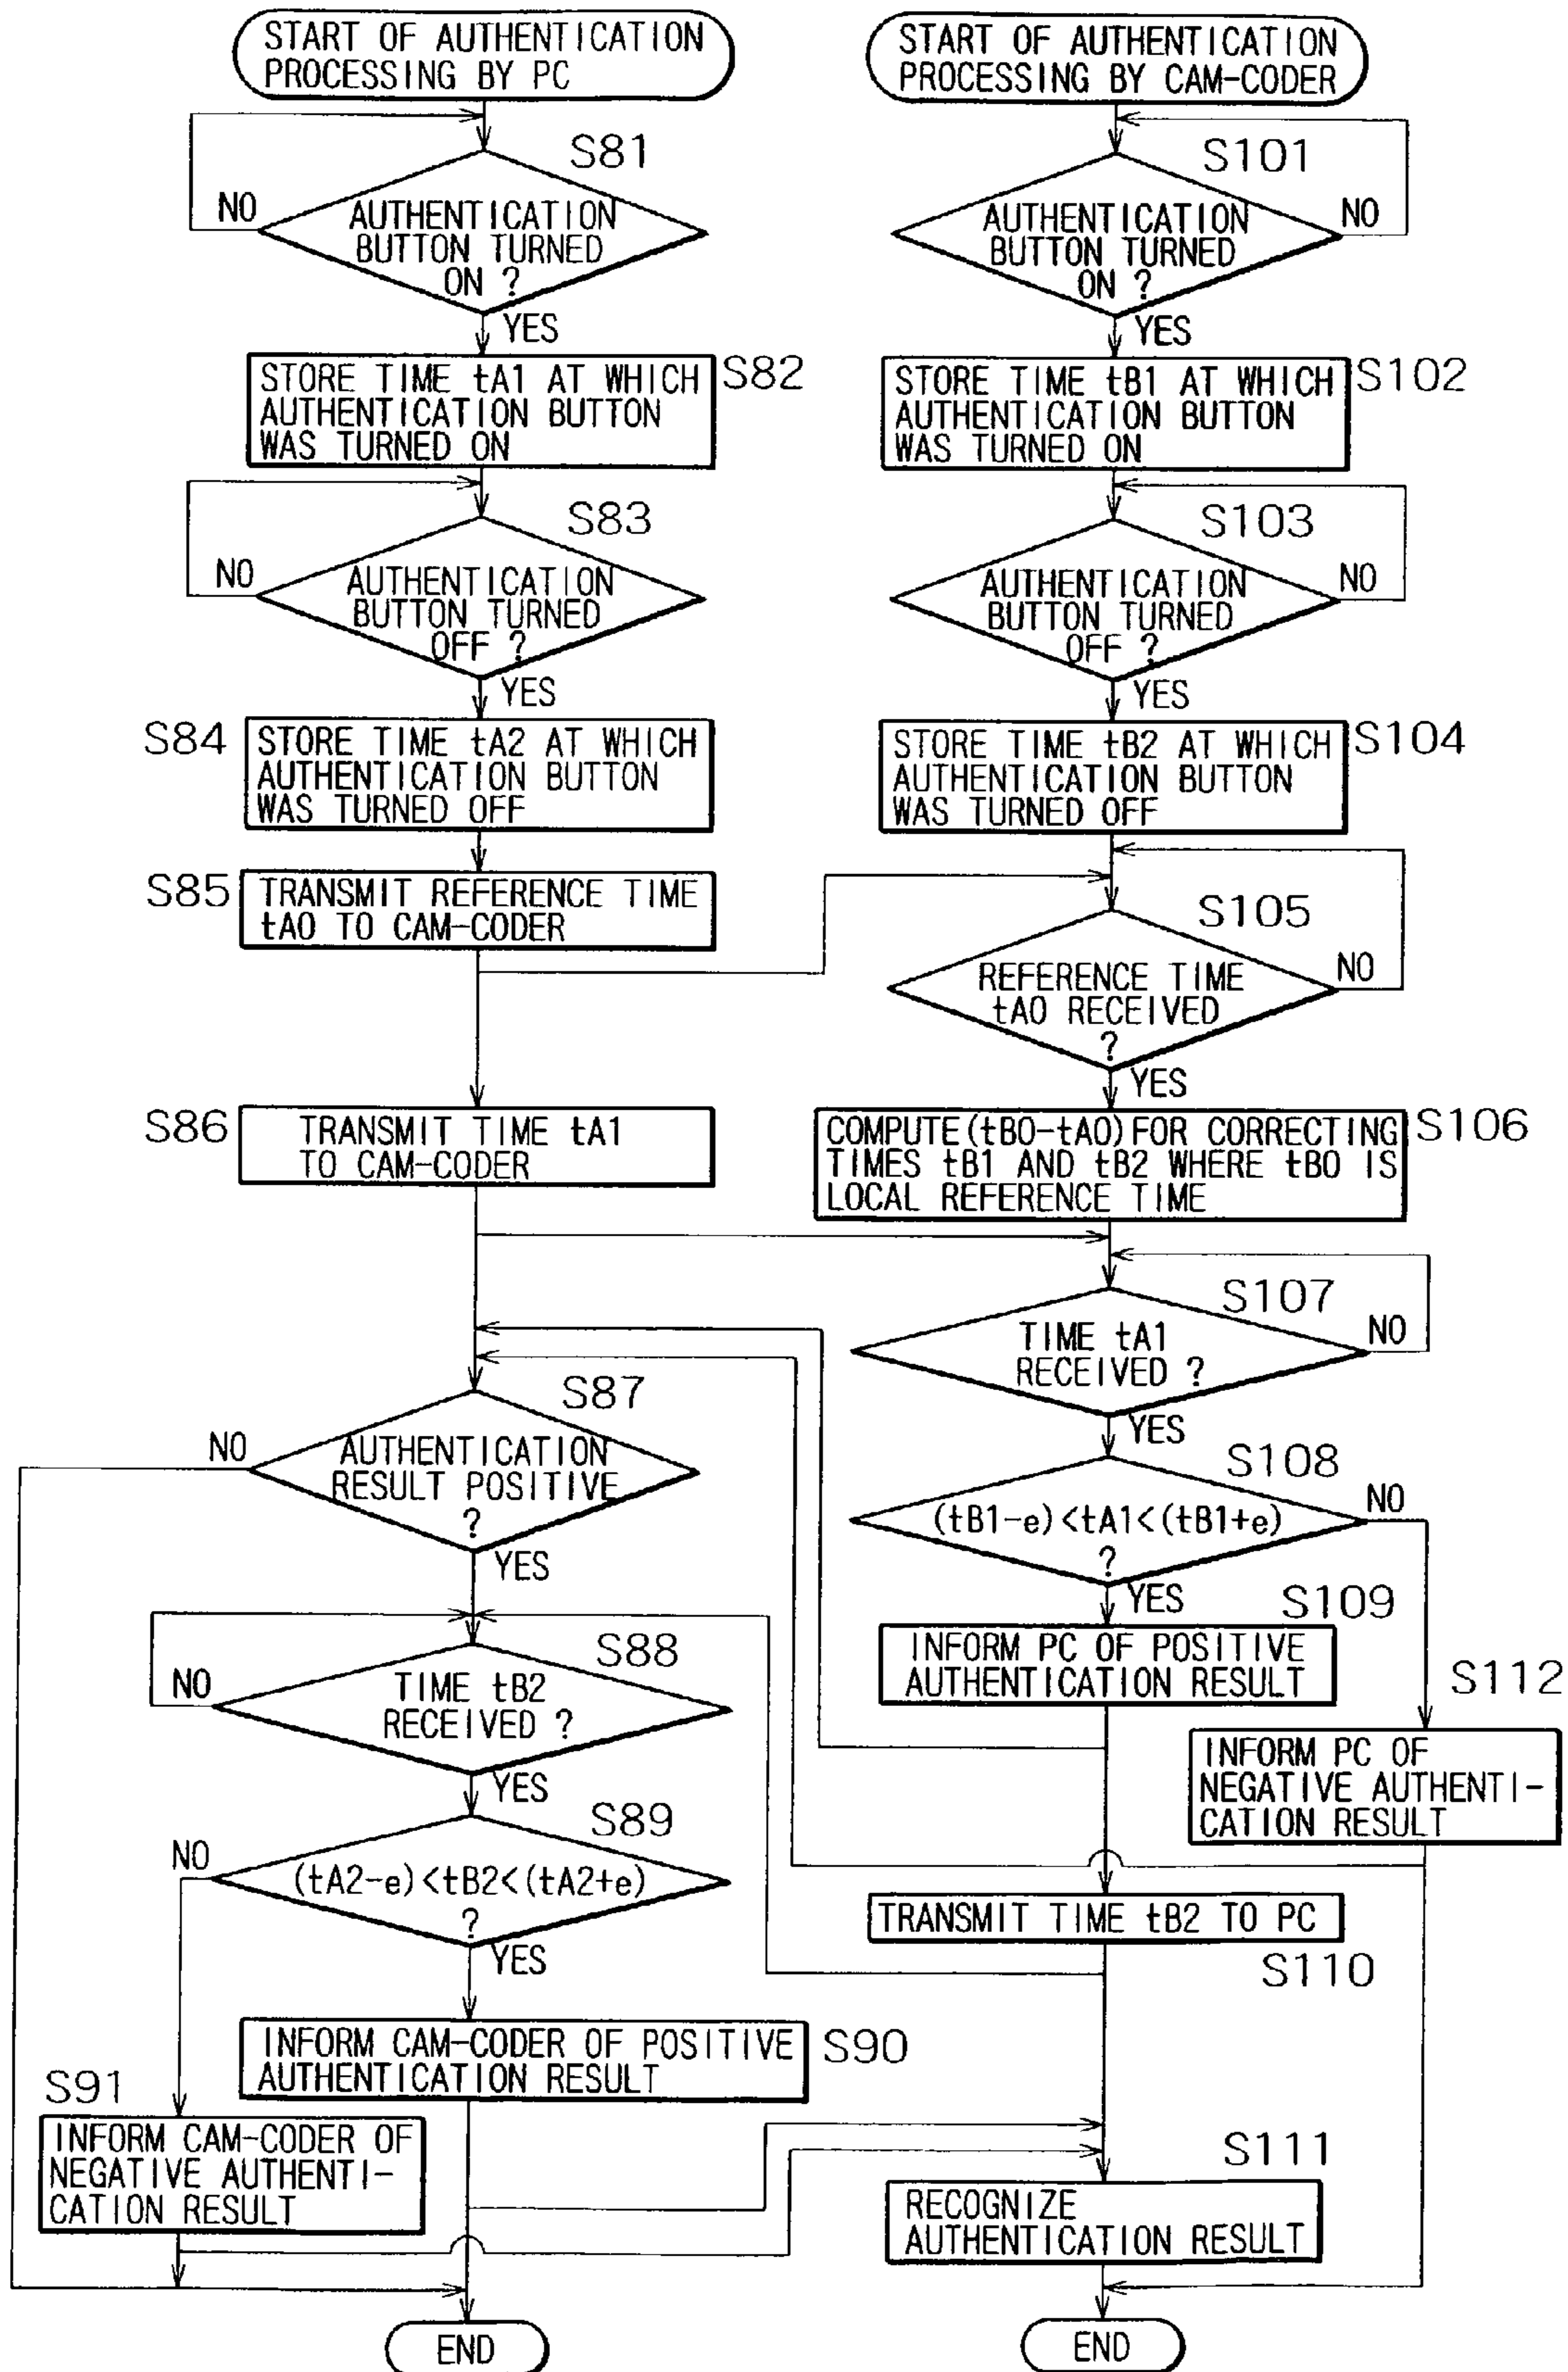 START OF AUTHENTICATION
PROCESSING BY PC
S81
NO
AUTHENTICATION
BUTTON TURNED
ON ?
YES
STORE TIME tA1 AT WHICH
AUTHENTICATION BUTTON
WAS TURNED ON
S82
S83
NO
AUTHENTICATION
BUTTON TURNED
OFF ?
YES
S84
STORE TIME tA2 AT WHICH
AUTHENTICATION BUTTON
WAS TURNED OFF
S85
TRANSMIT REFERENCE TIME
tA0 TO CAM-CODER
S86
TRANSMIT TIME tA1
TO CAM-CODER
S87
NO
AUTHENTICATION
RESULT POSITIVE
?
YES
S88
NO
TIME tB2
RECEIVED ?
YES
S89
NO
(tA2-e)<tB2<(tA2+e)
?
YES
INFORM CAM-CODER OF POSITIVE
AUTHENTICATION RESULT
S90
S91
INFORM CAM-CODER OF
NEGATIVE AUTHENTI-
CATION RESULT
END
START OF AUTHENTICATION
PROCESSING BY CAM-CODER
S101
NO
AUTHENTICATION
BUTTON TURNED
ON ?
YES
STORE TIME tB1 AT WHICH
AUTHENTICATION BUTTON
WAS TURNED ON
S102
S103
NO
AUTHENTICATION
BUTTON TURNED
OFF ?
YES
STORE TIME tB2 AT WHICH
AUTHENTICATION BUTTON
WAS TURNED OFF
S104
S105
NO
REFERENCE TIME
tA0 RECEIVED
?
YES
COMPUTE(tB0-tA0)FOR CORRECTING
TIMES tB1 AND tB2 WHERE tB0 IS
LOCAL REFERENCE TIME
S106
S107
NO
TIME tA1
RECEIVED ?
YES
S108
NO
(tB1-e)<tA1<(tB1+e)
?
YES
S109
INFORM PC OF POSITIVE
AUTHENTICATION RESULT
S112
INFORM PC OF
NEGATIVE AUTHENTI-
CATION RESULT
TRANSMIT TIME tB2 TO PC
S110
S111
RECOGNIZE
AUTHENTICATION RESULT
END